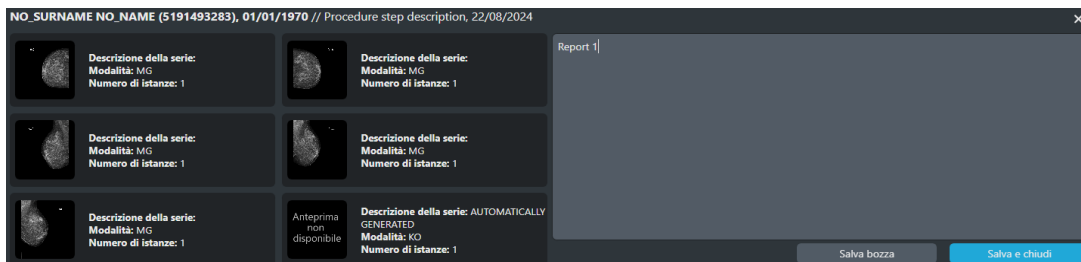 NO_SURNAME NO_NAME (5191493283), 01/01/1970 // Procedure step description, 22/08/2024
×
Descrizione della serie:
Modalità: MG
Numero di istanze: 1
Descrizione della serie:
Modalità: MG
Numero di istanze: 1
Descrizione della serie:
Modalità: MG
Numero di istanze: 1
Descrizione della serie:
Modalità: MG
Numero di istanze: 1
Descrizione della serie:
Modalità: MG
Numero di istanze: 1
Anteprima
non
disponibile
Descrizione della serie: AUTOMATICALLY
GENERATED
Modalità: KO
Numero di istanze: 1
Report 1
Salva bozza
Salva e chiudi